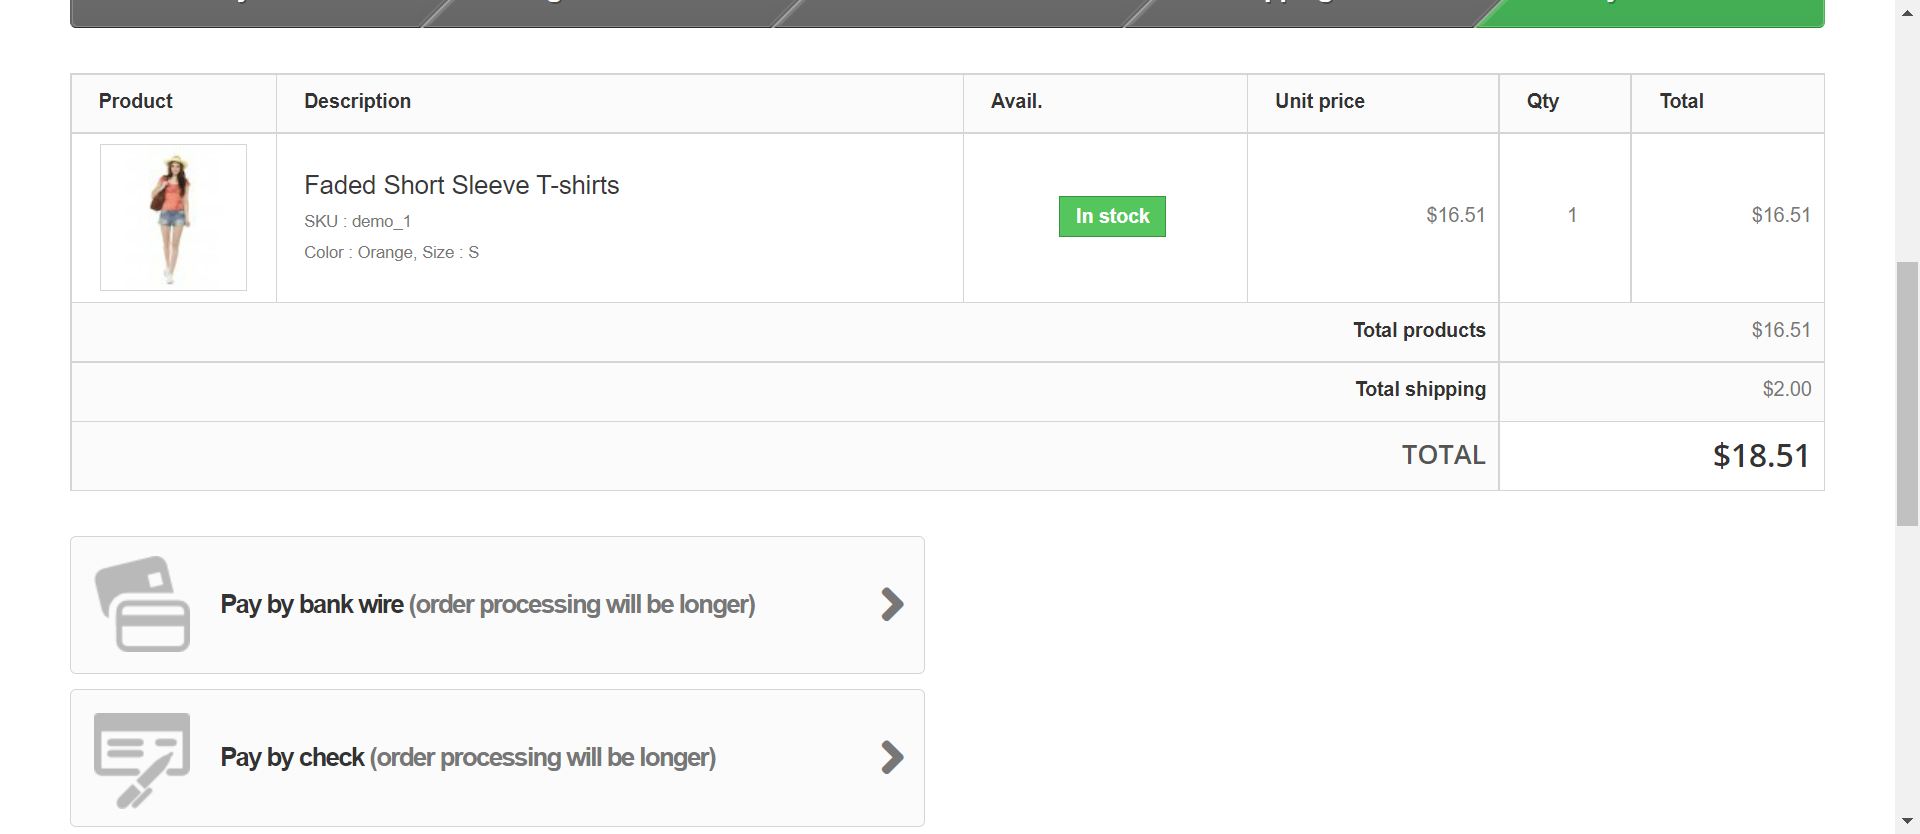 Product Description Avail. Unit price Qty Total
Faded Short Sleeve T-shirts
SKU : demo_1
Color : Orange, Size : S
In stock
$16.51
1
$16.51
Total products $16.51
Total shipping $2.00
TOTAL $18.51
Pay by bank wire (order processing will be longer)
Pay by check (order processing will be longer)